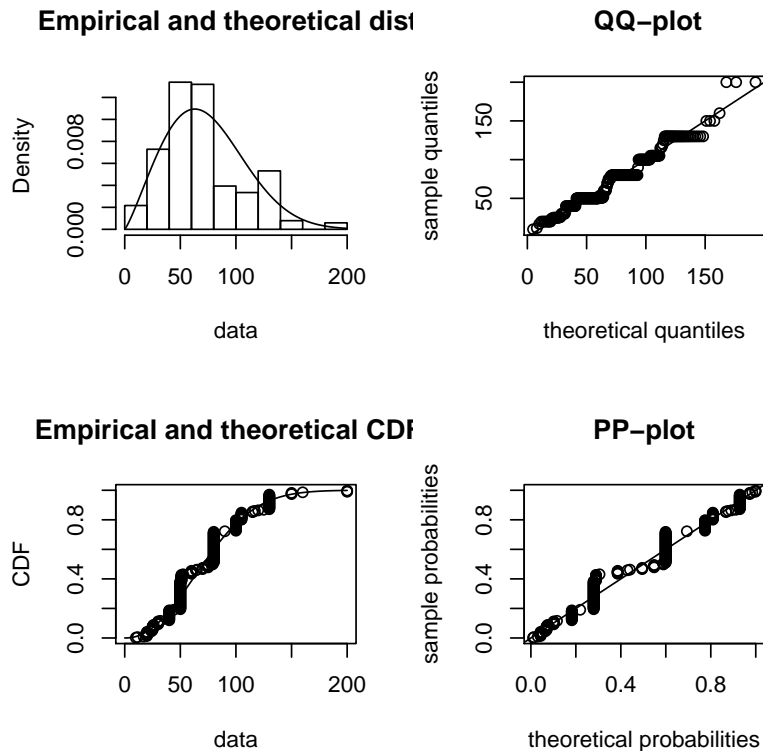 Empirical and theoretical dist
QQ−plot
Density
0.000
0.008
0
50
100
200
data
sample quantiles
50
150
0
50
100
150
theoretical quantiles
Empirical and theoretical CDF
PP−plot
CDF
0.0
0.4
0.8
0
50
100
200
data
sample probabilities
0.0
0.4
0.8
0.0
0.4
0.8
theoretical probabilities